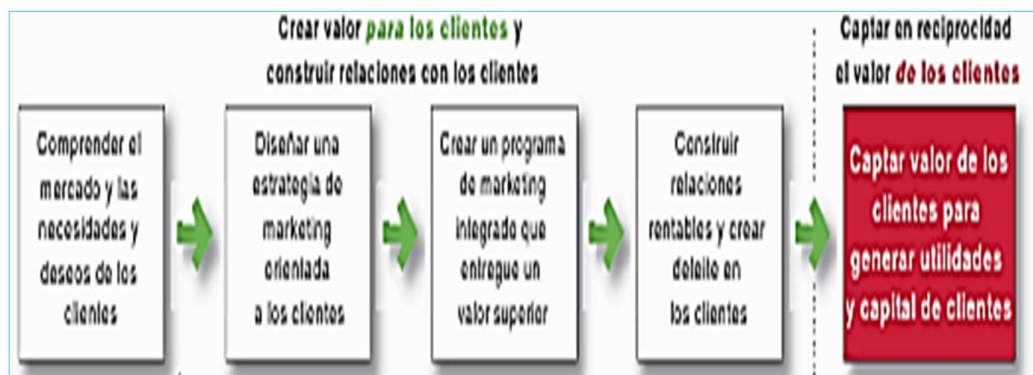 Crear valor para los clientes y
construir relaciones con los clientes
Captar en reciprocidad
el valor de los clientes
Comprender el
mercado y las
necesidades y
deseos de los
clientes
Diseñar una
estrategia de
marketing
orientada
a los clientes
Crear un programa
de marketing
integrado que
entregue un
valor superior
Construir
relaciones
rentables y crear
deleite en
los clientes
Captar valor de los
clientes para
generar utilidades
y capital de clientes